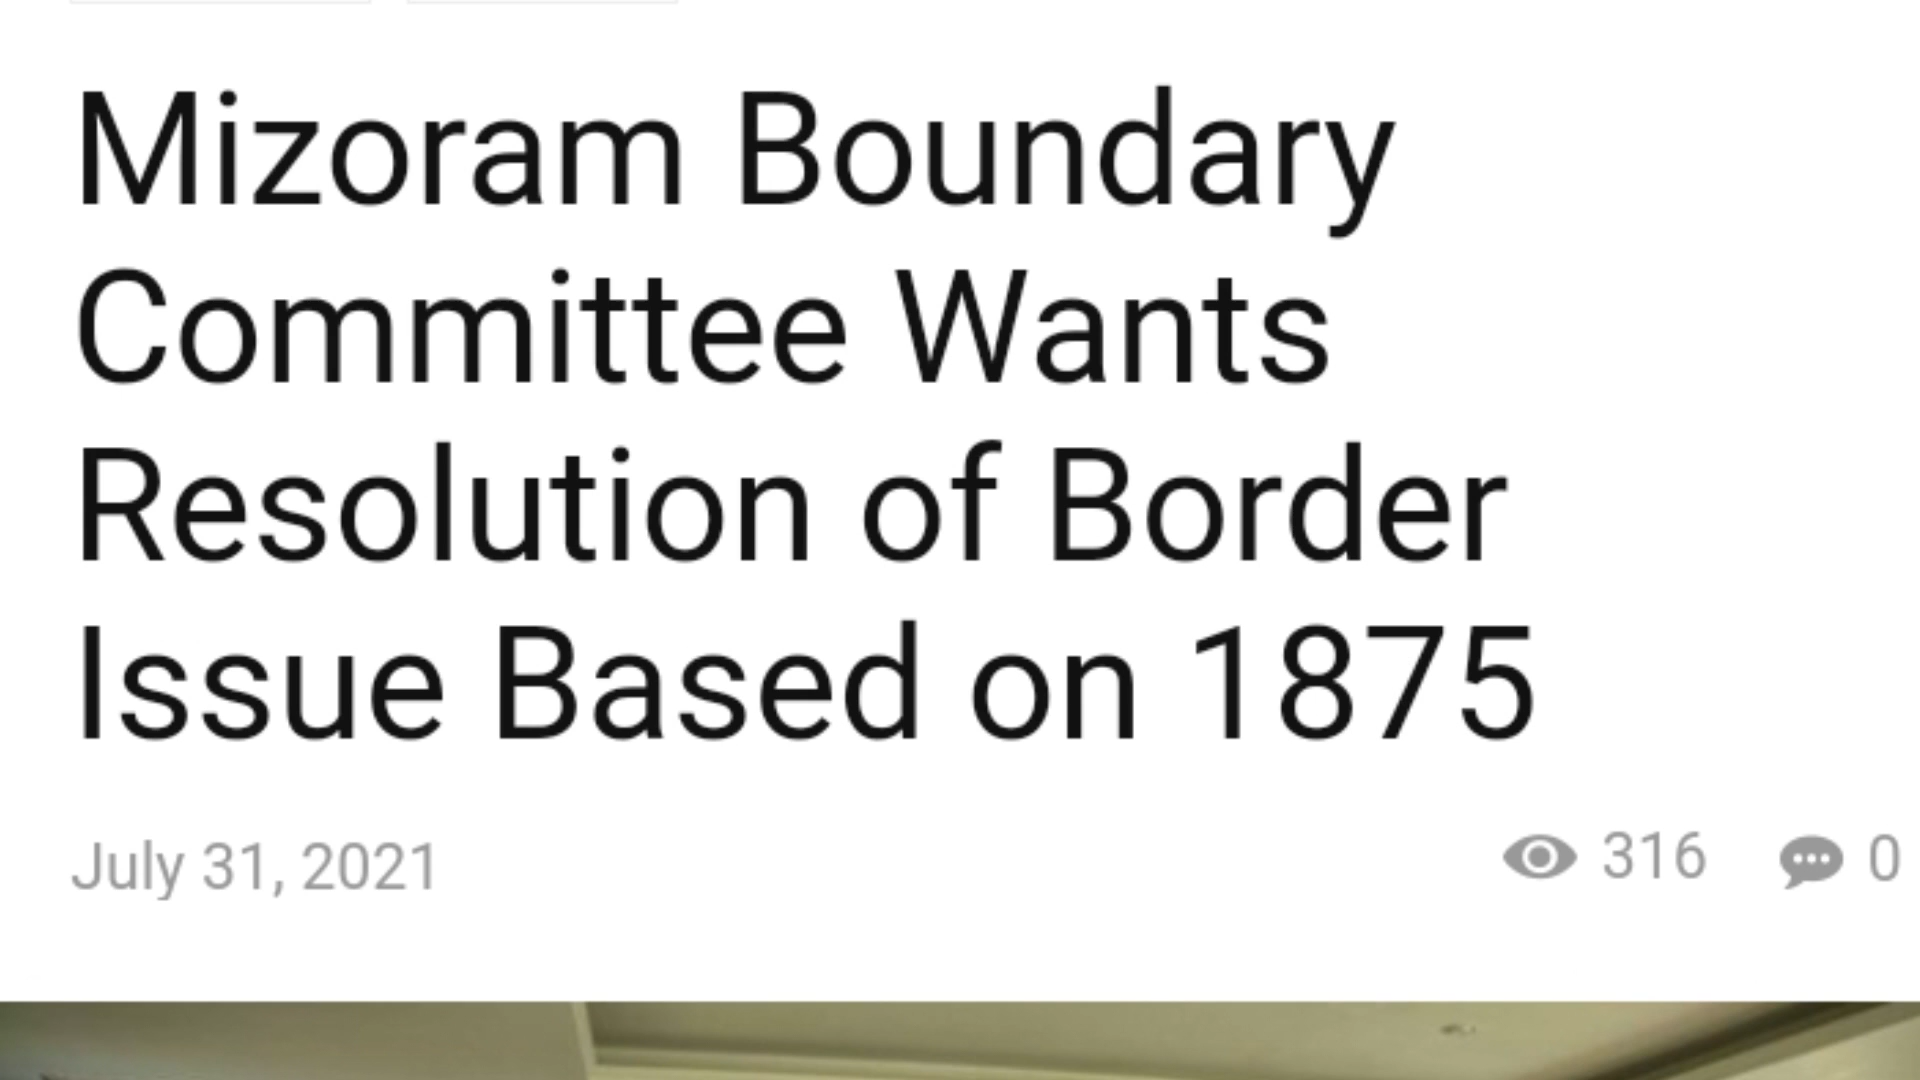 Mizoram Boundary
Committee Wants
Resolution of Border
Issue Based on 1875
July 31, 2021 316 0